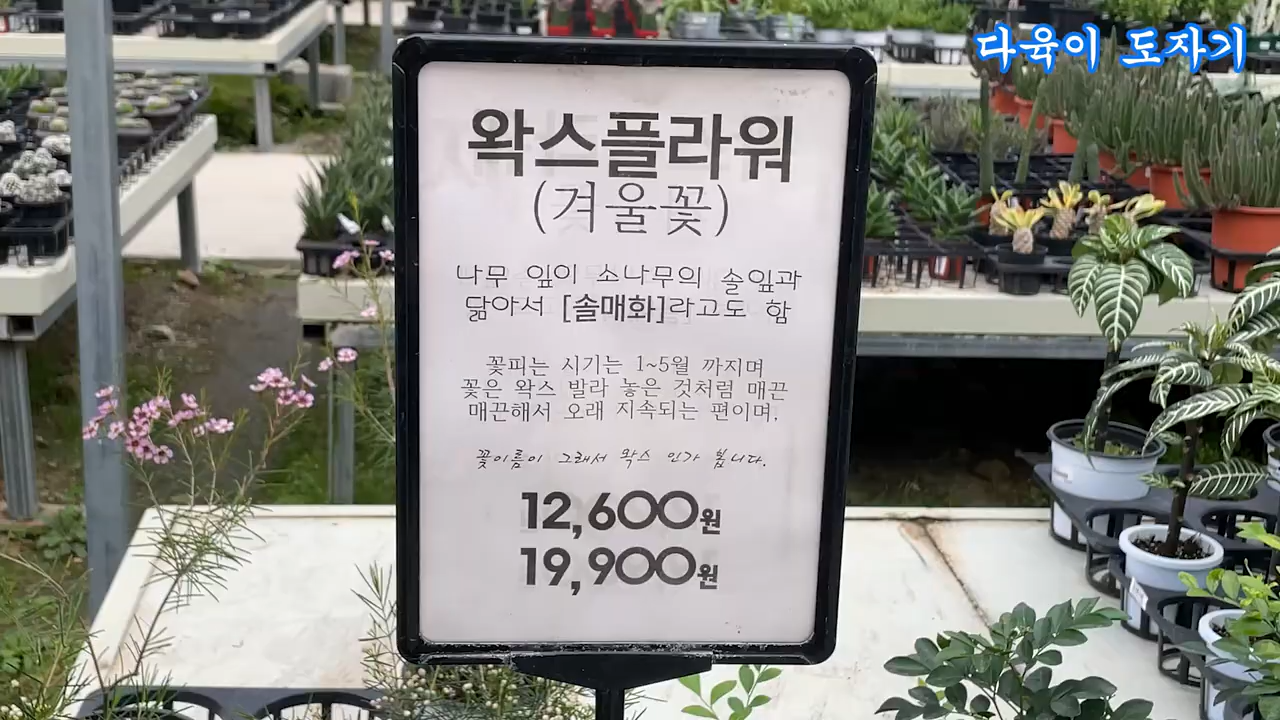 다육이 도자기
왁스플라워
(겨울꽃)
나무 잎이 소나무의 솔잎과
닮아서 [솔매화]라고도 함
꽃피는 시기는 1~5월 까지며
꽃은 왁스 발라 놓은 것처럼 매끈
매끈해서 오래 지속되는 편이며,
꽃이름이 그래서 왁스 인가 봅니다.
12,600원
19,900원